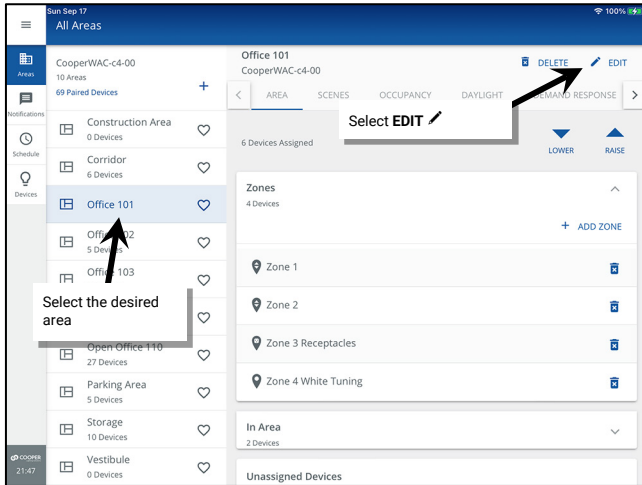 Sun Sep 17
100%
All Areas
Areas
Notifications
Schedule
Devices
COOPER
21:47
CooperWAC-c4-00
10 Areas
69 Paired Devices
+
Construction Area
0 Devices
Corridor
6 Devices
Office 101
5 Devices
Office 103
Select the desired
area
Open Office 110
27 Devices
Parking Area
5 Devices
Storage
10 Devices
Vestibule
0 Devices
Office 101
CooperWAC-c4-00
DELETE
EDIT
< AREA SCENES OCCUPANCY DAYLIGHT DEMAND RESPONSE >
Select EDIT
6 Devices Assigned
LOWER
RAISE
Zones
4 Devices
+ ADD ZONE
Zone 1
Zone 2
Zone 3 Receptacles
Zone 4 White Tuning
In Area
2 Devices
Unassigned Devices